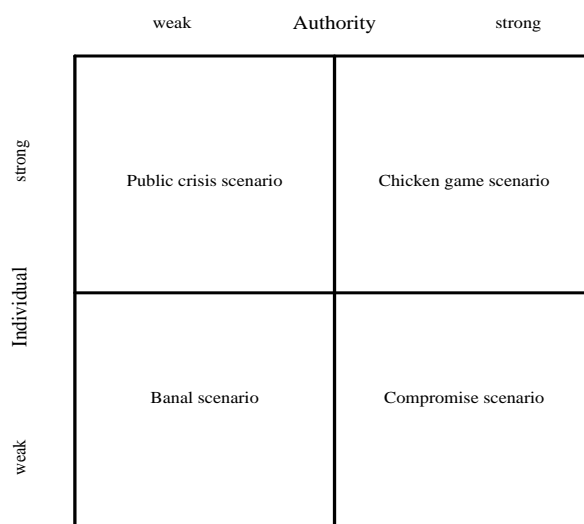 weak Authority strong
strong
Public crisis scenario Chicken game scenario
Individual
Banal scenario Compromise scenario
weak